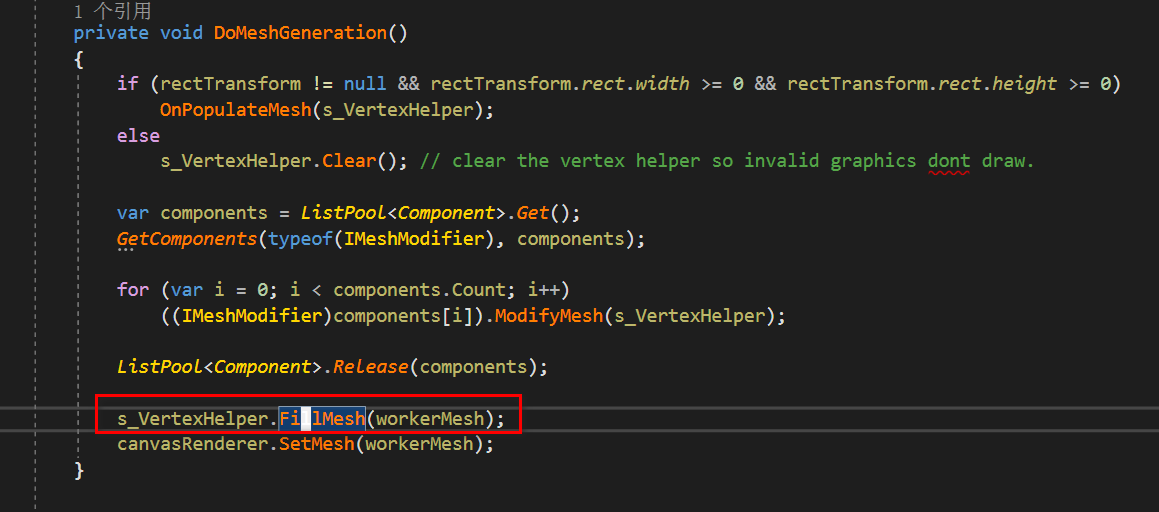 1 个引用
private void DoMeshGeneration()
{
if (rectTransform != null && rectTransform.rect.width >= 0 && rectTransform.rect.height >= 0)
OnPopulateMesh(s_VertexHelper);
else
s_VertexHelper.Clear(); // clear the vertex helper so invalid graphics dont draw.
var components = ListPool<Component>.Get();
GetComponents(typeof(IMeshModifier), components);
for (var i = 0; i < components.Count; i++)
((IMeshModifier)components[i]).ModifyMesh(s_VertexHelper);
ListPool<Component>.Release(components);
s_VertexHelper.FillMesh(workerMesh);
canvasRenderer.SetMesh(workerMesh);
}